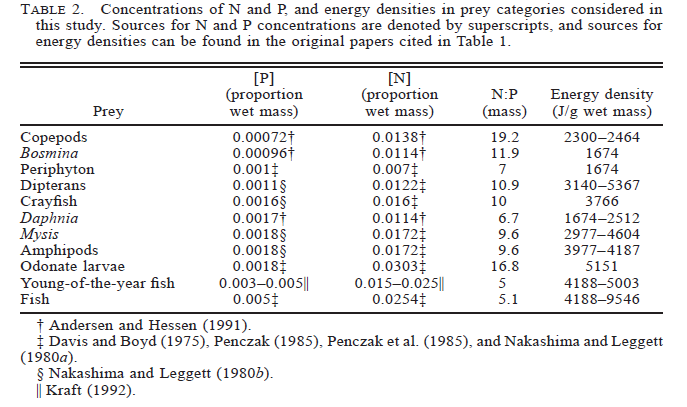 TABLE 2. Concentrations of N and P, and energy densities in prey categories considered in
this study. Sources for N and P concentrations are denoted by superscripts, and sources for
energy densities can be found in the original papers cited in Table 1.
[P] [N]
(proportion (proportion N:P Energy density
Prey wet mass) wet mass) (mass) (J/g wet mass)
Copepods 0.00072† 0.0138† 19.2 2300–2464
Bosmina 0.00096† 0.0114† 11.9 1674
Periphyton 0.001‡ 0.007‡ 7 1674
Dipterans 0.0011§ 0.0122‡ 10.9 3140–5367
Crayfish 0.0016§ 0.016‡ 10 3766
Daphnia 0.0017† 0.0114† 6.7 1674–2512
Mysis 0.0018§ 0.0172‡ 9.6 2977–4604
Amphipods 0.0018§ 0.0172‡ 9.6 3977–4187
Odonate larvae 0.0018‡ 0.0303‡ 16.8 5151
Young-of-the-year fish 0.003–0.005∥ 0.015–0.025∥ 5 4188–5003
Fish 0.005‡ 0.0254‡ 5.1 4188–9546
† Andersen and Hessen (1991).
‡ Davis and Boyd (1975), Penczak (1985), Penczak et al. (1985), and Nakashima and Leggett
(1980a).
§ Nakashima and Leggett (1980b).
∥ Kraft (1992).